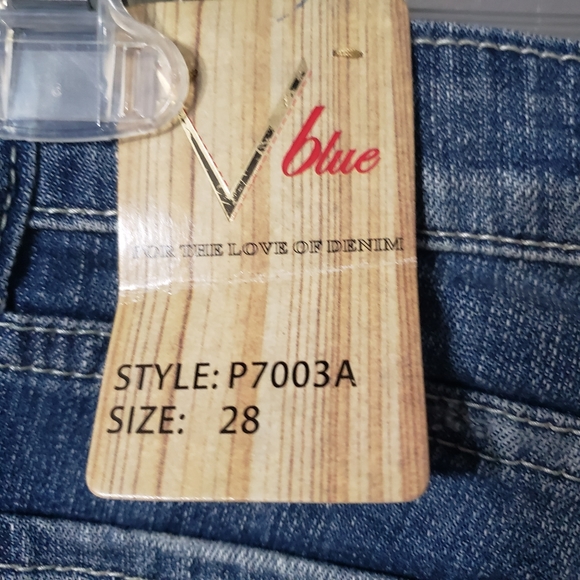 V blue
FOR THE LOVE OF DENIM
STYLE: P7003A
SIZE: 28